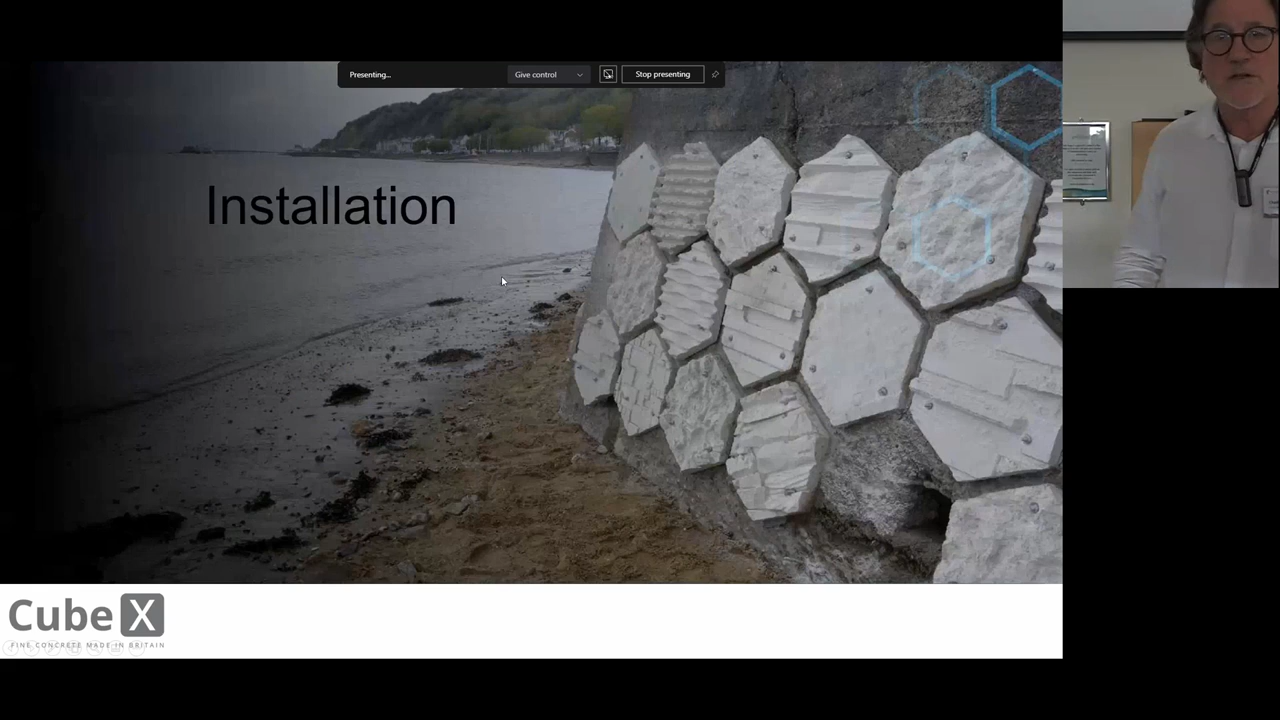 Presenting...
Give control
Stop presenting
Installation
Cube X
FINE CONCRETE MADE IN BRITAIN